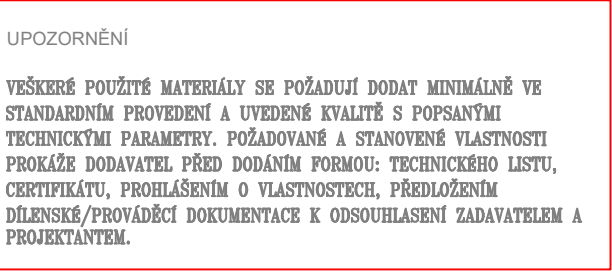 UPOZORNĚNÍ
VEŠKERÉ POUŽITÉ MATERIÁLY SE POŽADUJÍ DODAT MINIMÁLNĚ VE
STANDARDNÍM PROVEDENÍ A UVEDENÉ KVALITĚ S POPSANÝMI
TECHNICKÝMI PARAMETRY. POŽADOVANÉ A STANOVENÉ VLASTNOSTI
PROKÁŽE DODAVATEL PŘED DODÁNÍM FORMOU: TECHNICKÉHO LISTU,
CERTIFIKÁTU, PROHLÁŠENÍM O VLASTNOSTECH, PŘEDLOŽENÍM
DÍLENSKÉ/PROVÁDĚCÍ DOKUMENTACE K ODSOUHLASENÍ ZADAVATELEM A
PROJEKTANTEM.